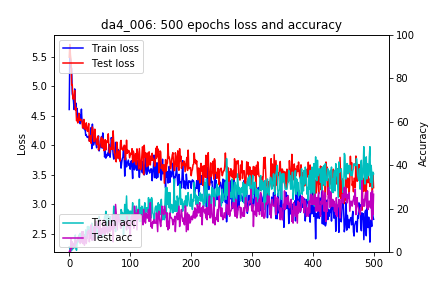 da4_006: 500 epochs loss and accuracy
Train loss
Test loss
Train acc
Test acc
Loss
5.5
5.0
4.5
4.0
3.5
3.0
2.5
Accuracy
100
80
60
40
20
0
0 100 200 300 400 500